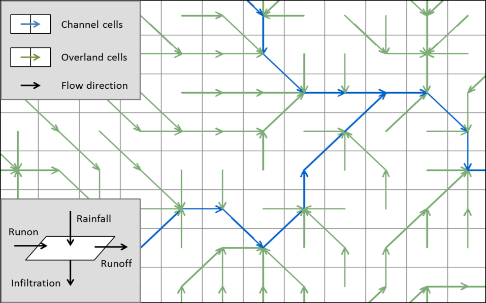 Channel cells
Overland cells
Flow direction
Rainfall
Runon
Runoff
Infiltration